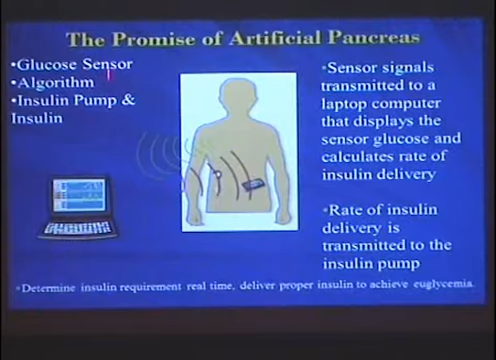 The Promise of Artificial Pancreas
•Glucose Sensor
•Algorithm
•Insulin Pump &
Insulin
•Sensor signals
transmitted to a
laptop computer
that displays the
sensor glucose and
calculates rate of
insulin delivery
•Rate of insulin
delivery is
transmitted to the
insulin pump
•Determine insulin requirement real time, deliver proper insulin to achieve euglycemia.